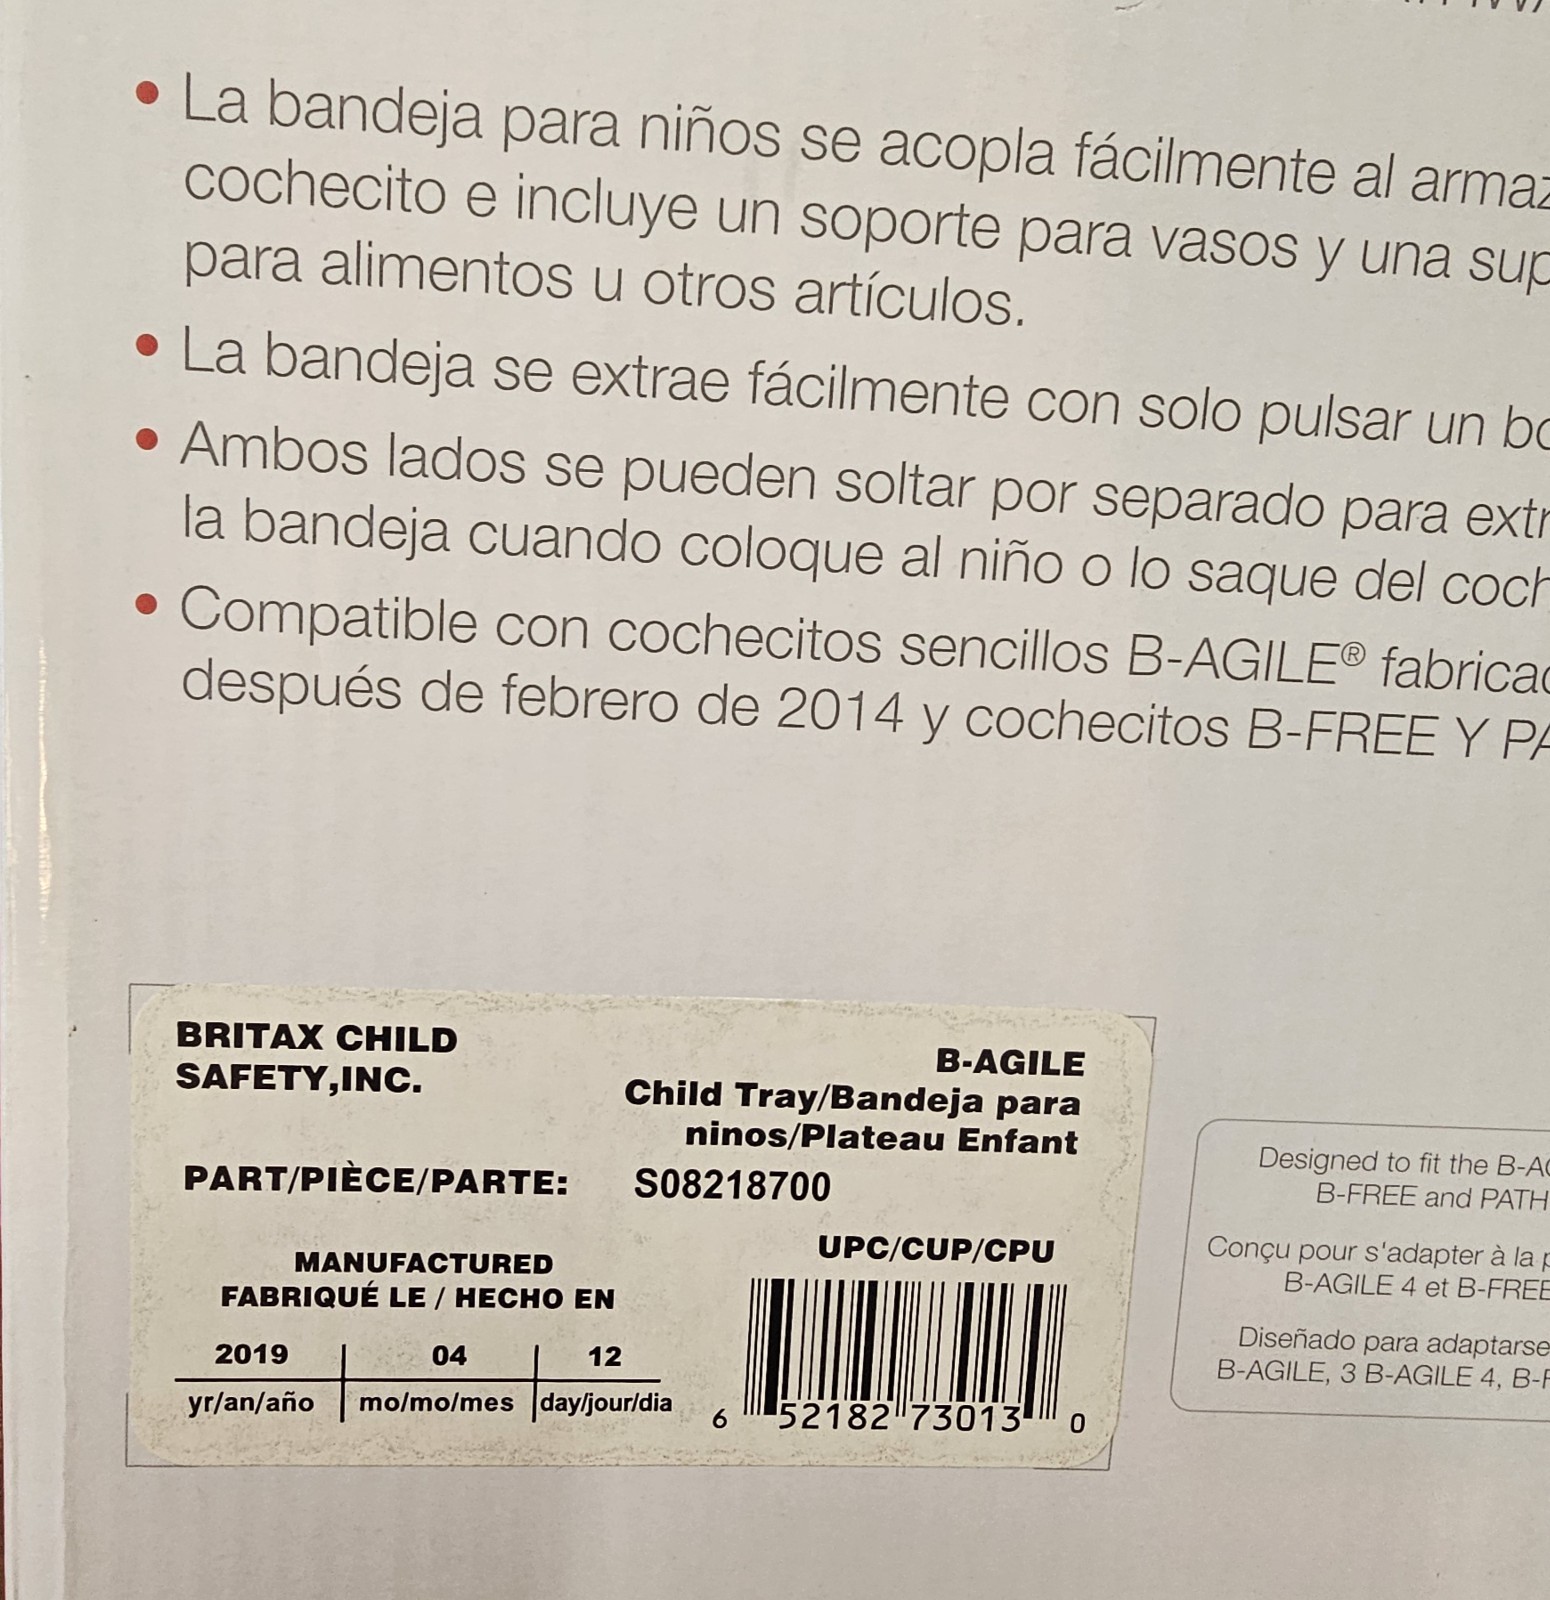 • La bandeja para niños se acopla fácilmente al
cochecito e incluye un soporte para vasos y una
para alimentos u otros artículos.
• La bandeja se extrae fácilmente con solo pulsar un
• Ambos lados se pueden soltar por separado para
la bandeja cuando coloque al niño o lo saque del
• Compatible con cochecitos sencillos B-AGILE®
después de febrero de 2014 y cochecitos B-FREE Y
BRITAX CHILD
SAFETY,INC.
B-AGILE
Child Tray/Bandeja para
ninos/Plateau Enfant
PART/PIÈCE/PARTE: S08218700
MANUFACTURED
FABRIQUÉ LE / HECHO EN
2019 04 12
yr/an/año mo/mo/mes day/jour/dia
UPC/CUP/CPU
6 52182 73013 0
Designed to fit the
B-FREE and
Conçu pour s'adapter à la
B-AGILE 4 et
Diseñado para adaptarse
B-AGILE, 3 B-AGILE 4,